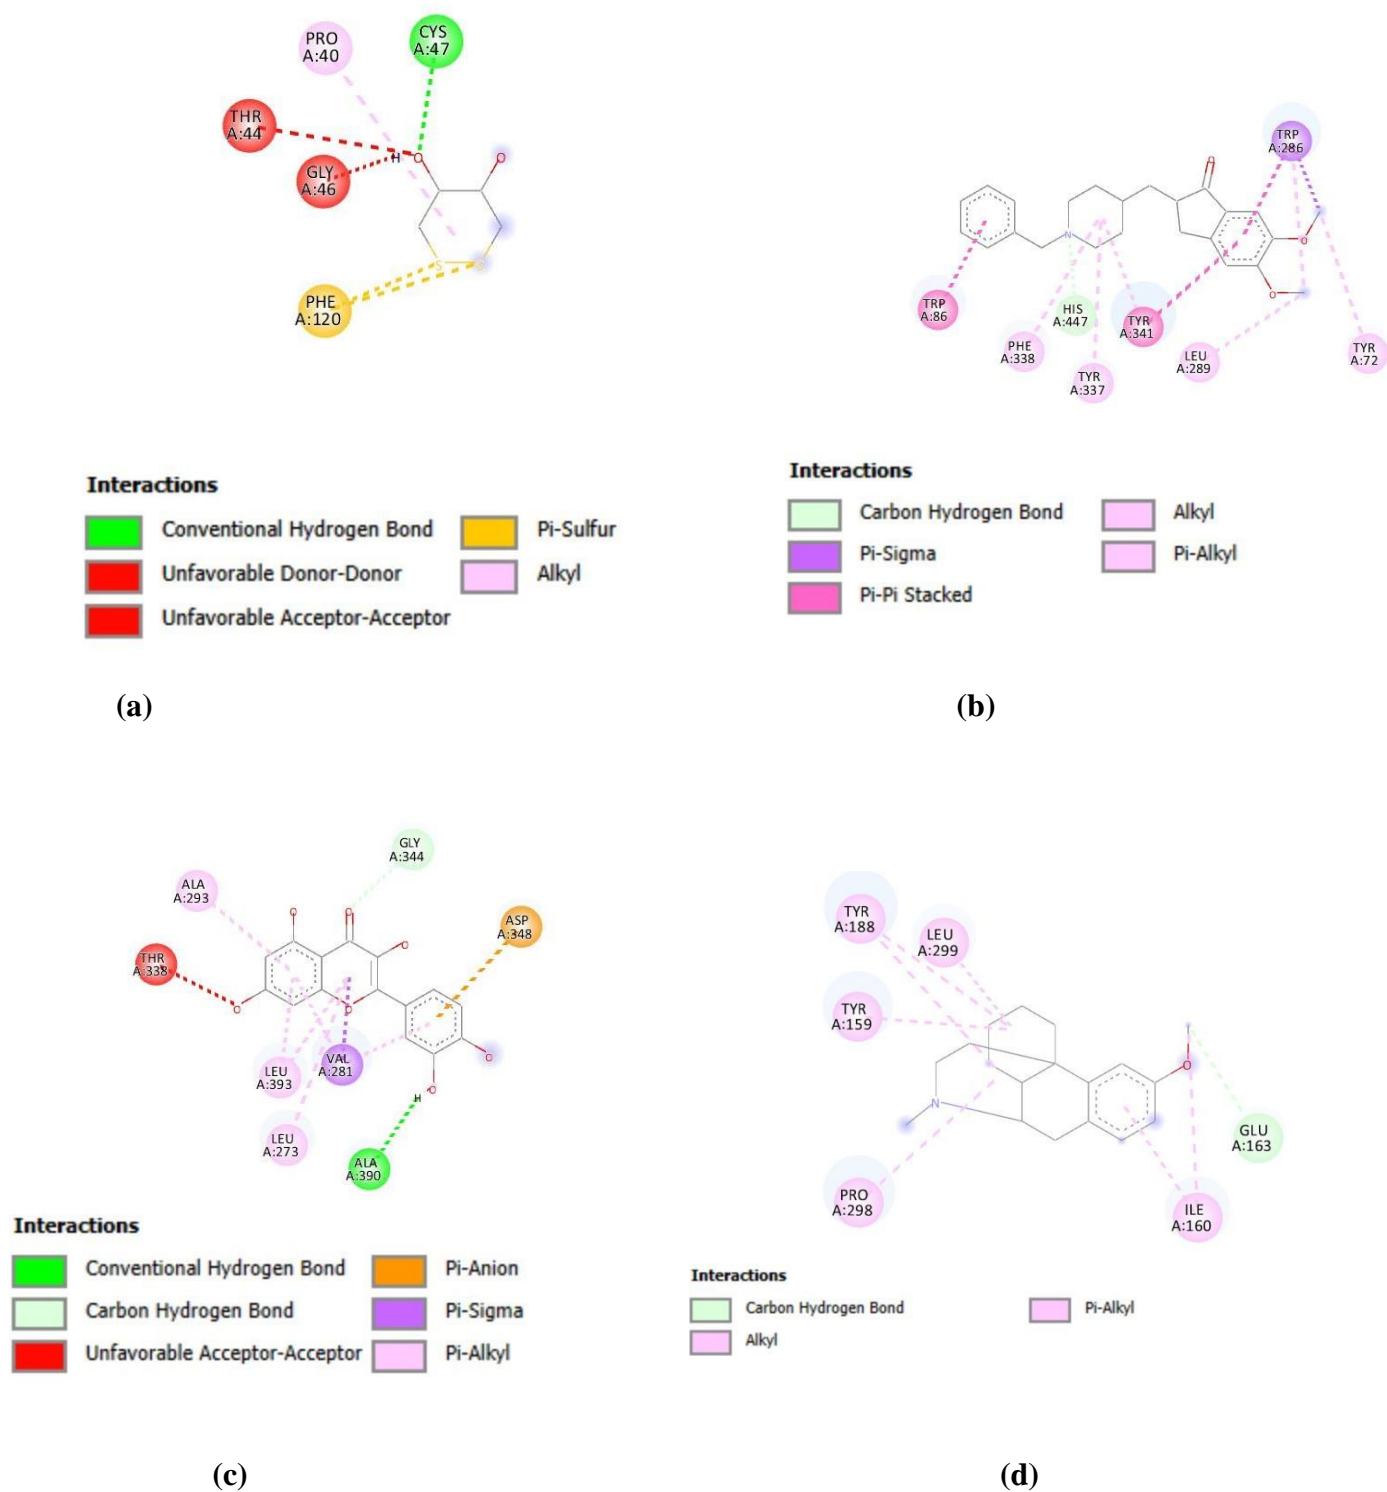 PRO
A:40
CYS
A:47
THR
A:44
GLY
A:46
H
O
O
S
S
PHE
A:120
Interactions
Conventional Hydrogen Bond
Pi-Sulfur
Unfavorable Donor-Donor
Alkyl
Unfavorable Acceptor-Acceptor
(a)
TRP
A:286
O
N
O
O
TRP
A:86
HIS
A:447
TYR
A:341
PHE
A:338
TYR
A:337
LEU
A:289
TYR
A:72
Interactions
Carbon Hydrogen Bond
Alkyl
Pi-Sigma
Pi-Alkyl
Pi-Pi Stacked
(b)
GLY
A:344
ALA
A:293
ASP
A:348
THR
A:338
O
O
O
O
O
O
O
H
VAL
A:281
LEU
A:393
LEU
A:273
ALA
A:390
Interactions
Conventional Hydrogen Bond
Pi-Anion
Carbon Hydrogen Bond
Pi-Sigma
Unfavorable Acceptor-Acceptor
Pi-Alkyl
(c)
TYR
A:188
LEU
A:299
TYR
A:159
O
N
GLU
A:163
PRO
A:298
ILE
A:160
Interactions
Carbon Hydrogen Bond
Pi-Alkyl
Alkyl
(d)